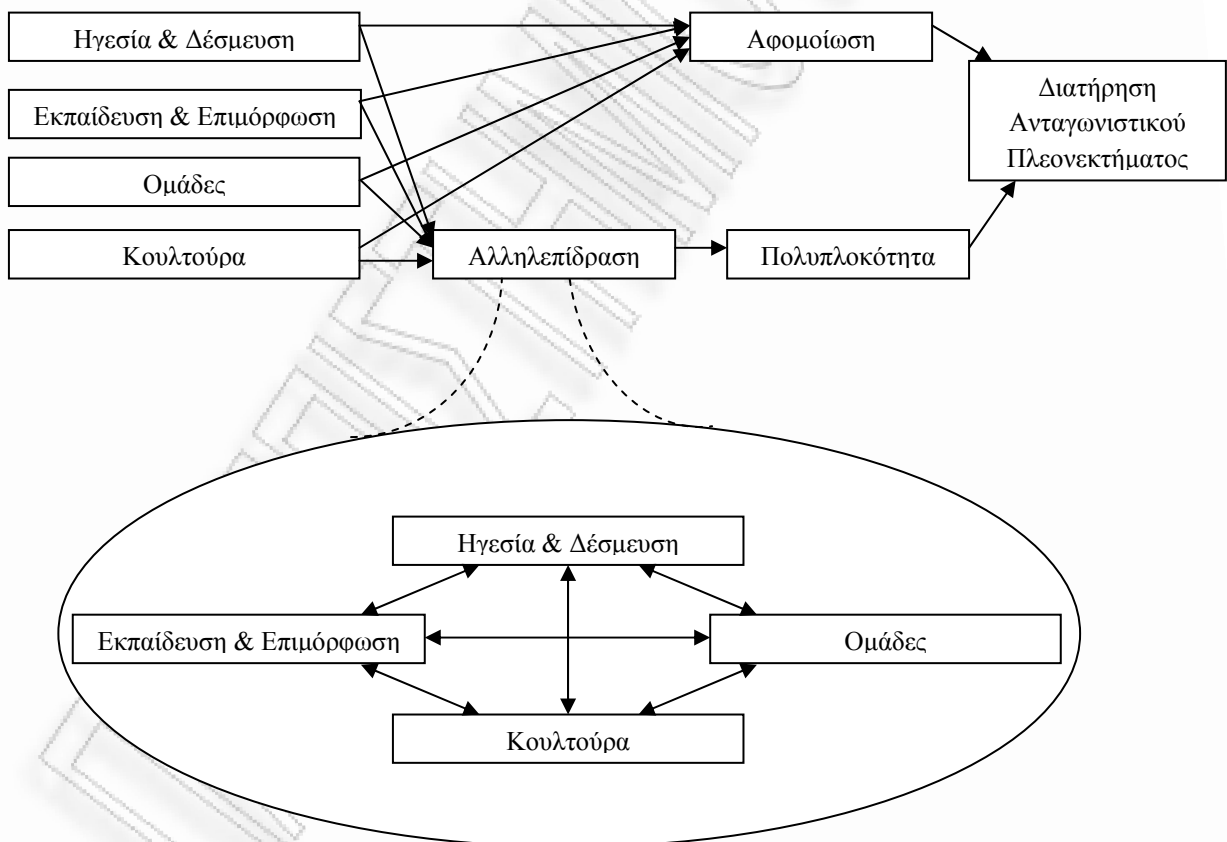 Ηγεσία & Δέσμευση
Αφομοίωση
Εκπαίδευση & Επιμόρφωση
Διατήρηση
Ανταγωνιστικού
Πλεονεκτήματος
Ομάδες
Κουλτούρα
Αλληλεπίδραση
Πολυπλοκότητα
Ηγεσία & Δέσμευση
Εκπαίδευση & Επιμόρφωση
Ομάδες
Κουλτούρα